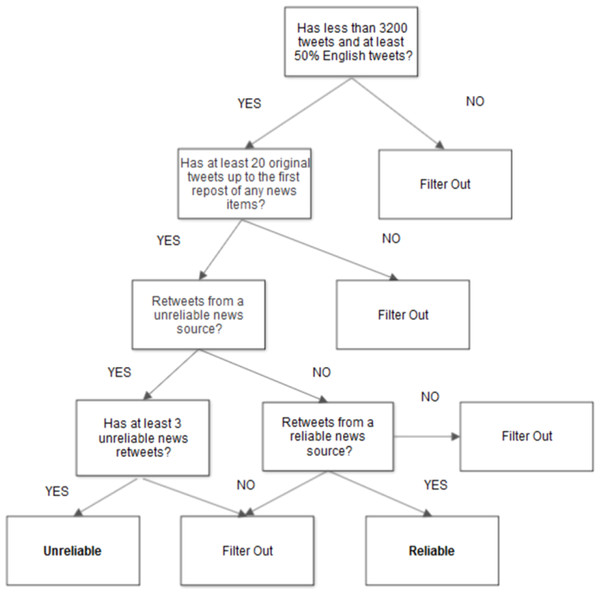 Has less than 3200
tweets and at least
50% English tweets?
YES
NO
Has at least 20 original
tweets up to the first
repost of any news
items?
Filter Out
YES
NO
Retweets from a
unreliable news
source?
Filter Out
YES
NO
NO
Has at least 3
unreliable news
retweets?
Retweets from a
reliable news
source?
Filter Out
YES
NO
YES
Unreliable
Filter Out
Reliable